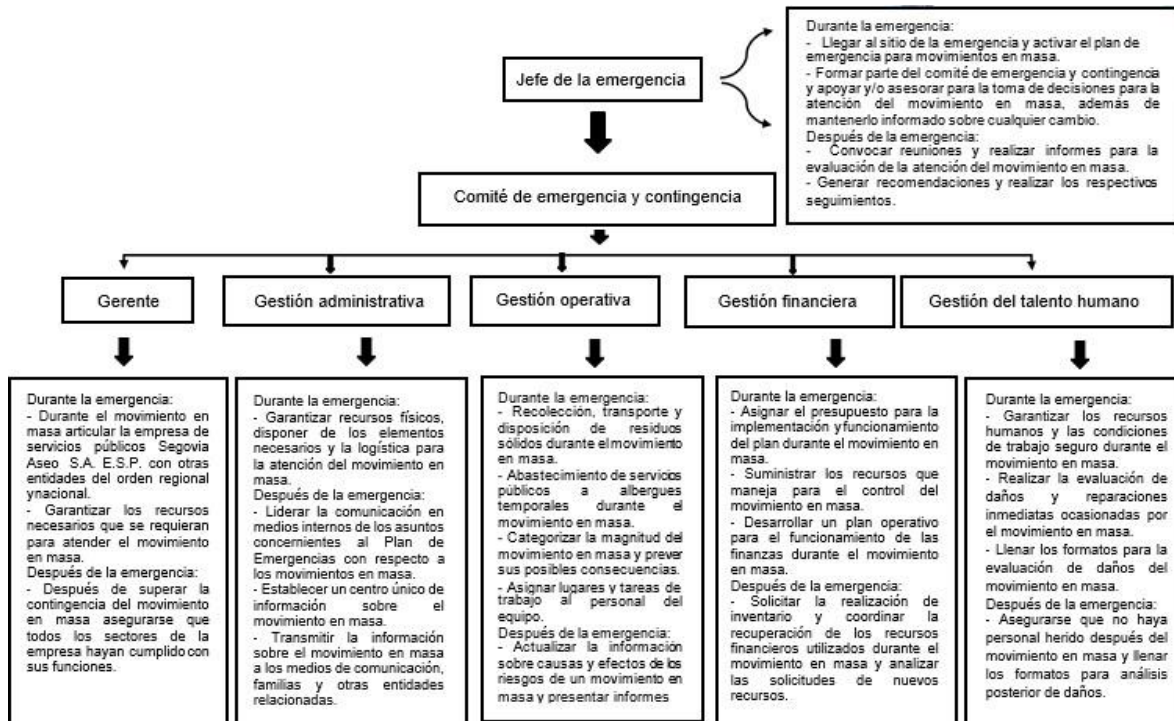 Jefe de la emergencia
Durante la emergencia:
- Llegar al sitio de la emergencia y activar el plan de
emergencia para movimientos en masa.
- Formar parte del comité de emergencia y contingencia
y apoyar y/o asesorar para la toma de decisiones para la
atención del movimiento en masa, además de
mantenerlo informado sobre cualquier cambio.
Después de la emergencia:
- Convocar reuniones y realizar informes para la
evaluación de la atención del movimiento en masa.
- Generar recomendaciones y realizar los respectivos
seguimientos.
Comité de emergencia y contingencia
Gerente
Gestión administrativa
Gestión operativa
Gestión financiera
Gestión del talento humano
Durante la emergencia:
- Durante el movimiento en
masa articular la empresa de
servicios públicos Segovia
Aseo S.A. E.S.P. con otras
entidades del orden regional
ynacional.
- Garantizar los recursos
necesarios que se requieran
para atender el movimiento
en masa.
Después de la emergencia:
- Después de superar la
contingencia del movimiento
en masa asegurarse que
todos los sectores de la
empresa hayan cumplido con
sus funciones.
Durante la emergencia:
- Garantizar recursos físicos,
disponer de los elementos
necesarios y la logística para
la atención del movimiento en
masa.
Después de la emergencia:
- Liderar la comunicación en
medios internos de los asuntos
concernientes al Plan de
Emergencias con respecto a
los movimientos en masa.
- Establecer un centro único de
información sobre el
movimiento en masa.
- Transmitir la información
sobre el movimiento en masa
a los medios de comunicación,
familias y otras entidades
relacionadas.
Durante la emergencia:
- Recolección, transporte y
disposición de residuos
sólidos durante el movimiento
en masa.
- Abastecimiento de servicios
públicos a albergues
temporales durante el
movimiento en masa.
- Categorizar la magnitud del
movimiento en masa y prever
sus posibles consecuencias.
- Asignar lugares y tareas de
trabajo al personal del
equipo.
Después de la emergencia:
- Actualizar la información
sobre causas y efectos de los
riesgos de un movimiento en
masa y presentar informes
Durante la emergencia:
- Asignar el presupuesto para la
implementación y funcionamiento
del plan durante el movimiento en
masa.
- Suministrar los recursos que
maneja para el control del
movimiento en masa.
- Desarrollar un plan operativo
para el funcionamiento de las
finanzas durante el movimiento
en masa.
Después de la emergencia:
- Solicitar la realización de
inventario y coordinar la
recuperación de los recursos
financieros utilizados durante el
movimiento en masa y analizar
las solicitudes de nuevos
recursos.
Durante la emergencia:
- Garantizar los recursos
humanos y las condiciones
de trabajo seguro durante el
movimiento en masa.
- Realizar la evaluación de
daños y reparaciones
inmediatas ocasionadas por
el movimiento en masa.
- Llenar los formatos para la
evaluación de daños del
movimiento en masa.
Después de la emergencia:
- Asegurarse que no haya
personal herido después del
movimiento en masa y llenar
los formatos para análisis
posterior de daños.